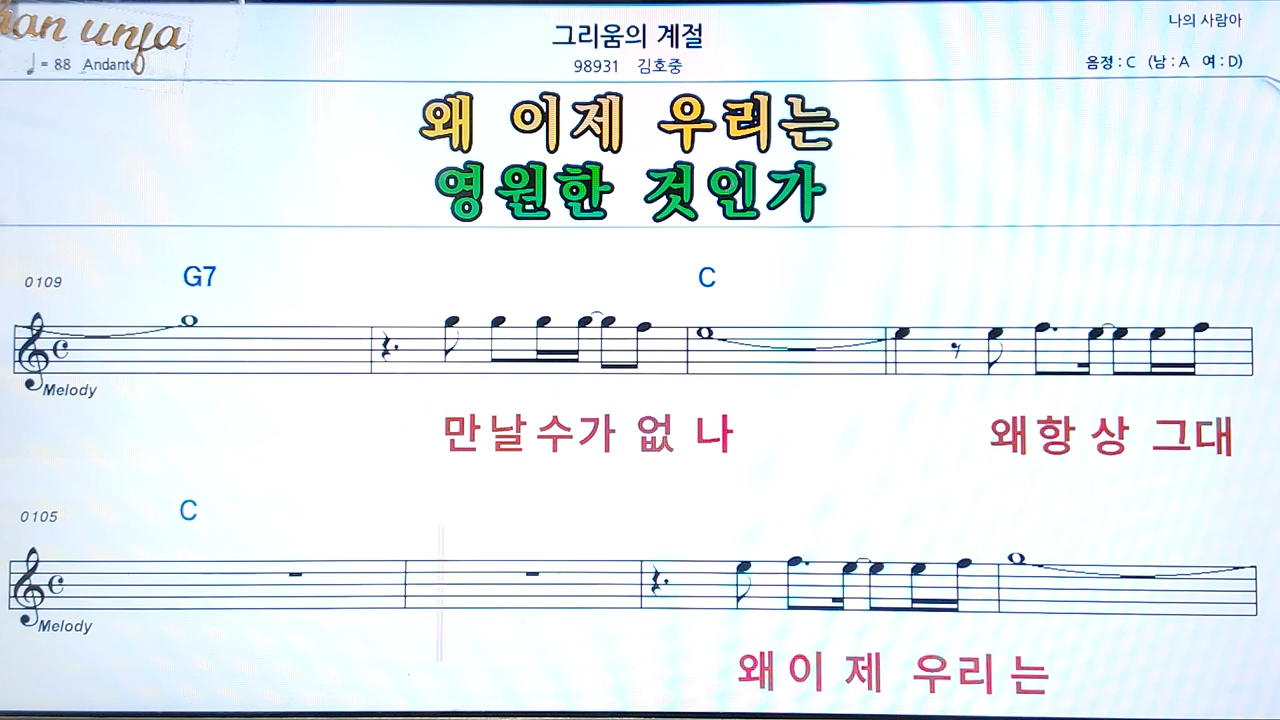 han unfa
♩ = 88 Andante
그리움의 계절
98931 김호중
나의 사람아
음정 : C (남 : A 여 : D)
왜 이제 우리는
영원한 것인가
0109 G7 C
Melody
만 날 수 가 없 나 왜 항 상 그 대
0105 C
Melody
왜 이 제 우 리 는